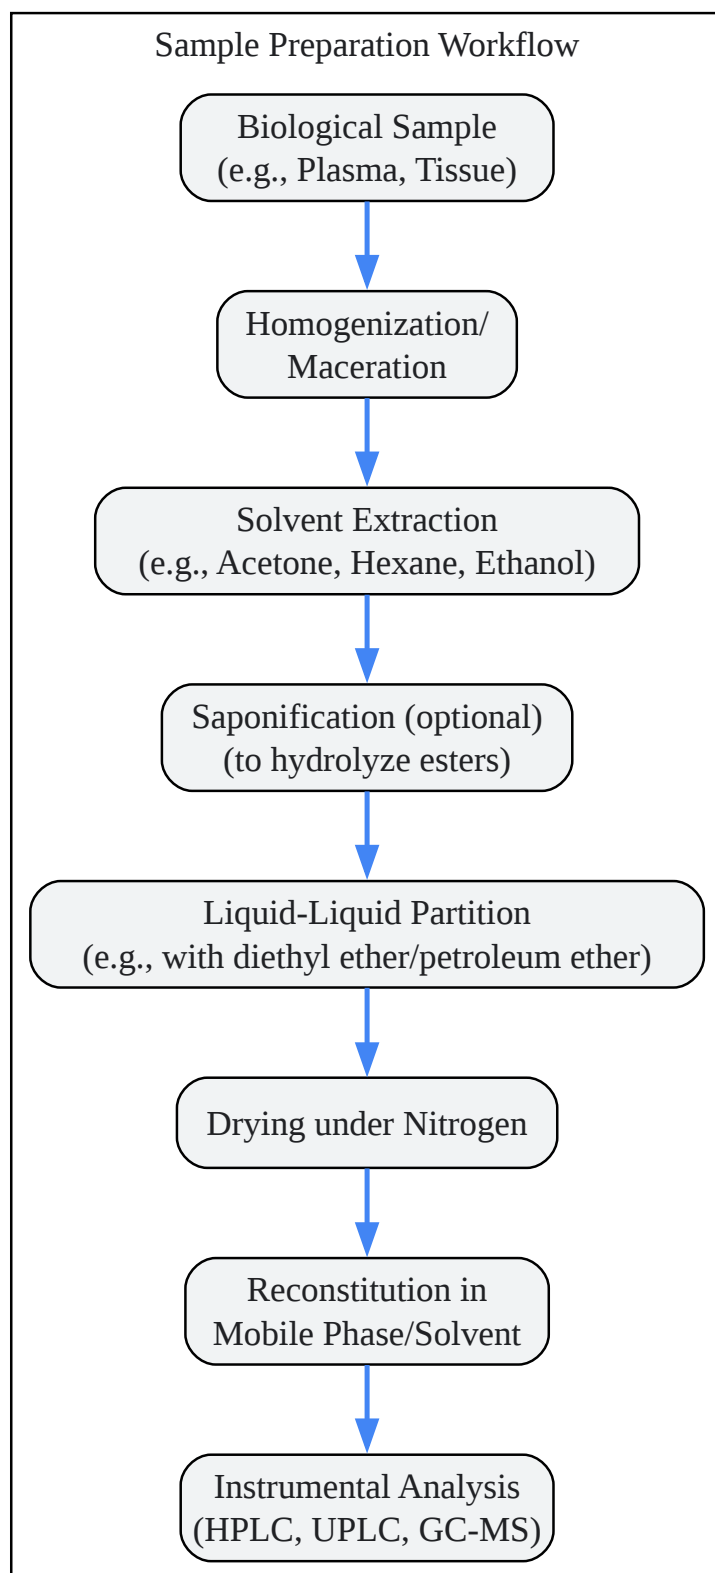 Sample Preparation Workflow
Biological Sample
(e.g., Plasma, Tissue)
Homogenization/
Maceration
Solvent Extraction
(e.g., Acetone, Hexane, Ethanol)
Saponification (optional)
(to hydrolyze esters)
Liquid-Liquid Partition
(e.g., with diethyl ether/petroleum ether)
Drying under Nitrogen
Reconstitution in
Mobile Phase/Solvent
Instrumental Analysis
(HPLC, UPLC, GC-MS)